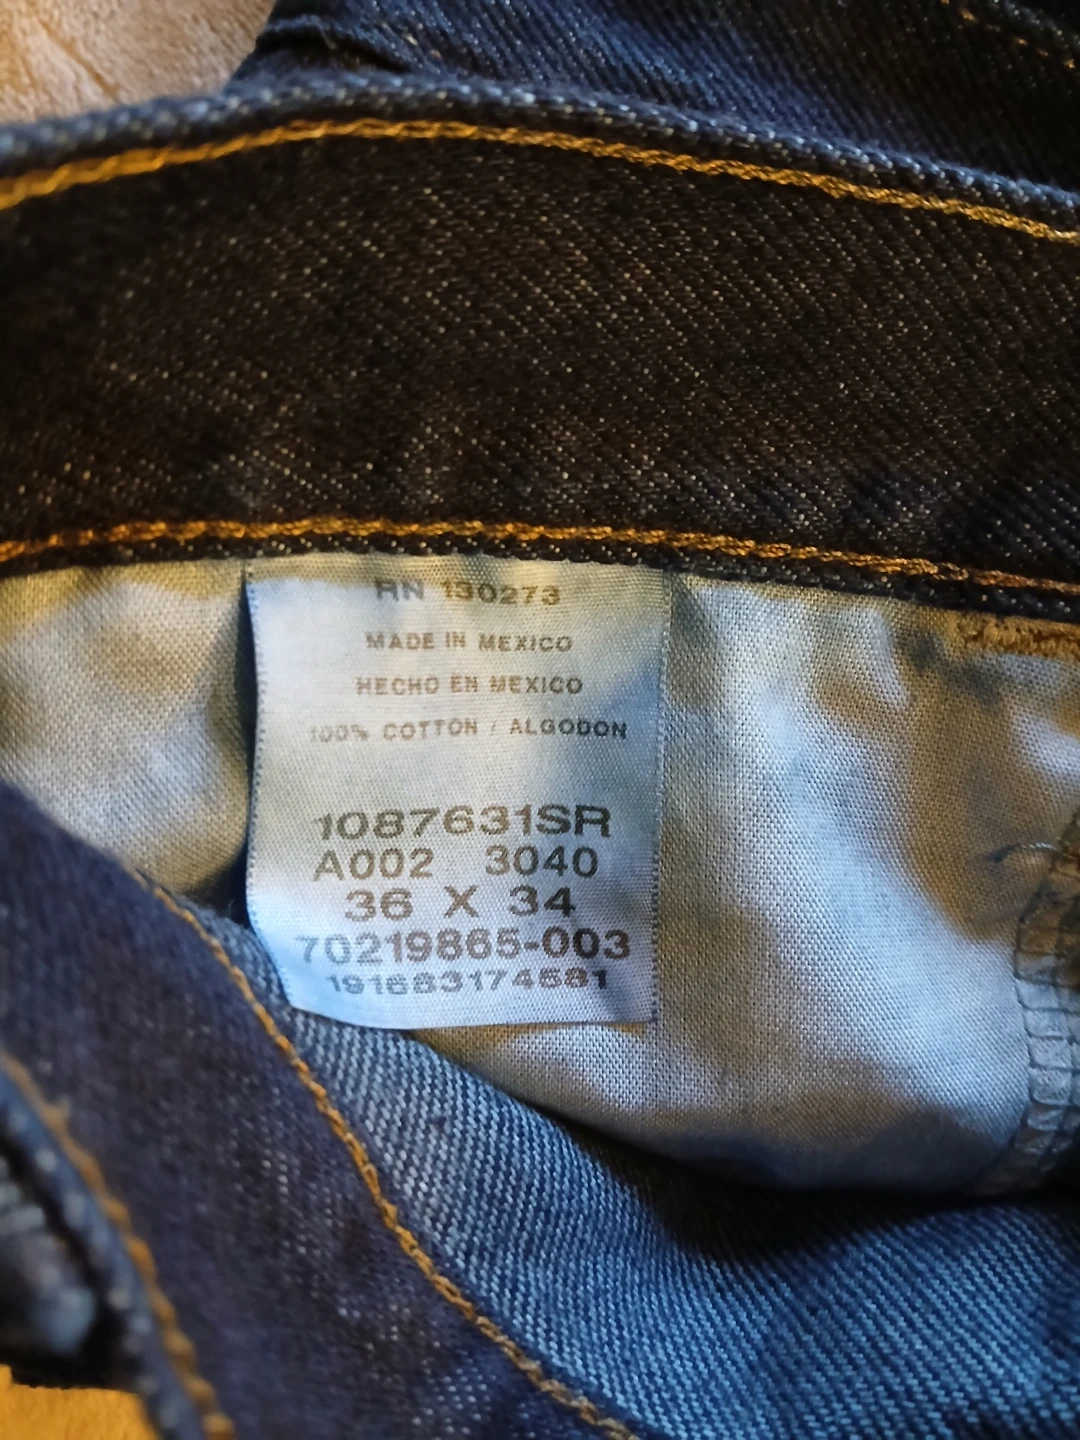 RN 130273
MADE IN MEXICO
HECHO EN MEXICO
100% COTTON / ALGODON
1087631SR
A002 3040
36 X 34
70219865-003
191683174581